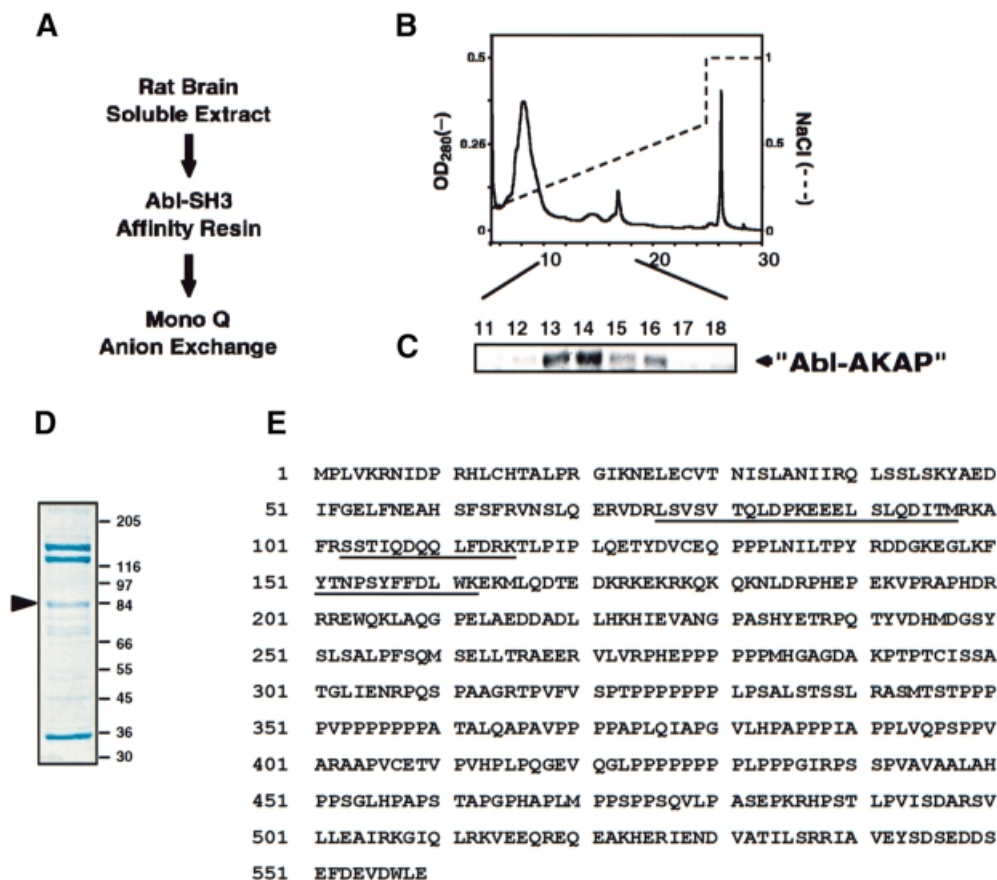 A
Rat Brain
Soluble Extract
Abl-SH3
Affinity Resin
Mono Q
Anion Exchange
B
0.5
0.25
0
OD280(–)
1
0.5
0
NaCl (---)
10 20 30
11 12 13 14 15 16 17 18
C
"Abl-AKAP"
D
205
116
97
84
66
55
45
36
30
E
1 MPLVKRNIDP RHLCHTALPR GIKNELECVT NISLANIIRQ LSSLSKYAED
51 IFGELFNEAH SFSFRVNSLQ ERVDRLSVSV TQLDPKEEEL SLQDITMRKA
101 FRSSTIQDQQ LFDRKTLPIP LQETYDVCEQ PPPLNILTPY RDDGKEGLKF
151 YTNPSYFFDL WKEKMLQDTE DKRKEKRKQK QKNLDRPHEP EKVPRAPHDR
201 RREWQKLAQG PELAEDDADL LHKHIEVANG PASHYETRPQ TYVDHMDGSY
251 SLSALPFSQM SELLTRAEER VLVRPHEPPP PPPMHGAGDA KPTPTCISSA
301 TGLIENRPQS PAAGRTPVFV SPTPPPPPPP LPSALSTSSL RASMTSTPPP
351 PVPPPPPPPA TALQAPAVPP PPAPLQIAPG VLHPAPPPIA PPLVQPSPPV
401 ARAAPVCETV PVHPLPQGEV QGLPPPPPPP PLPPPGIRPS SPVAVAALAH
451 PPSGLHPAPS TAPGPHAPLM PPSPPSQVLP ASEPKRHPST LPVISDARSV
501 LLEAIRKGIQ LRKVEEQREQ EAKHERIEND VATILSRRIA VEYSDSEDDS
551 EFDEVDWLE